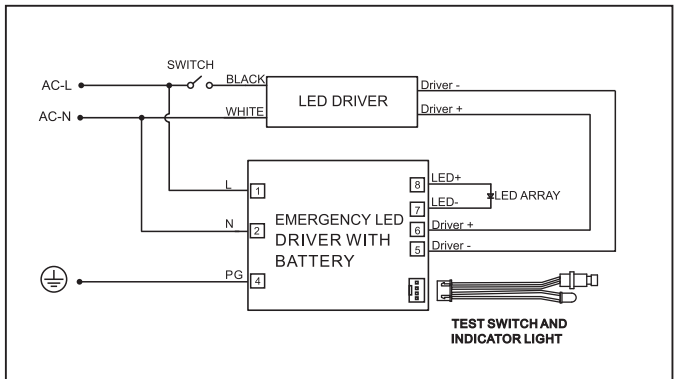 SWITCH
AC-L
BLACK
LED DRIVER
Driver -
AC-N
WHITE
Driver +
L
1
8
LED+
LED ARRAY
7
LED-
N
2
EMERGENCY LED
DRIVER WITH
BATTERY
6
Driver +
5
Driver -
PG
4
TEST SWITCH AND
INDICATOR LIGHT